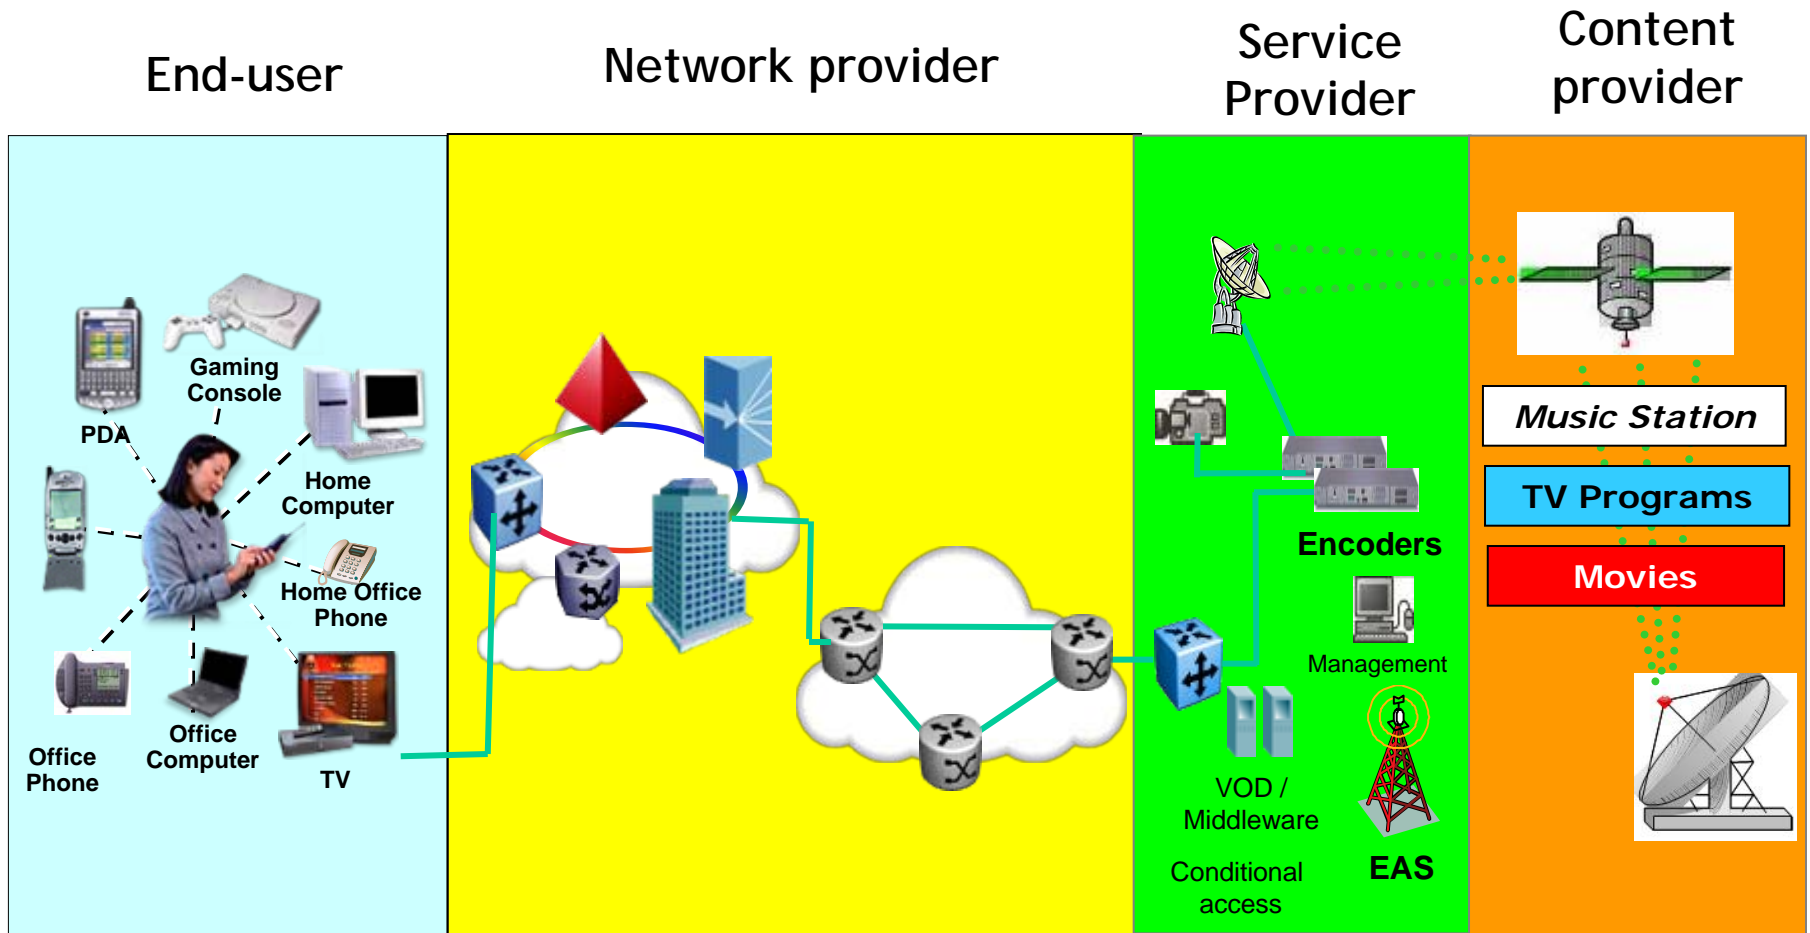 End-user
Network provider
Service
Provider
Content
provider
Gaming
Console
PDA
Home
Computer
Home Office
Phone
Office
Phone
Office
Computer
TV
Encoders
Management
VOD /
Middleware
EAS
Conditional
access
Music Station
TV Programs
Movies